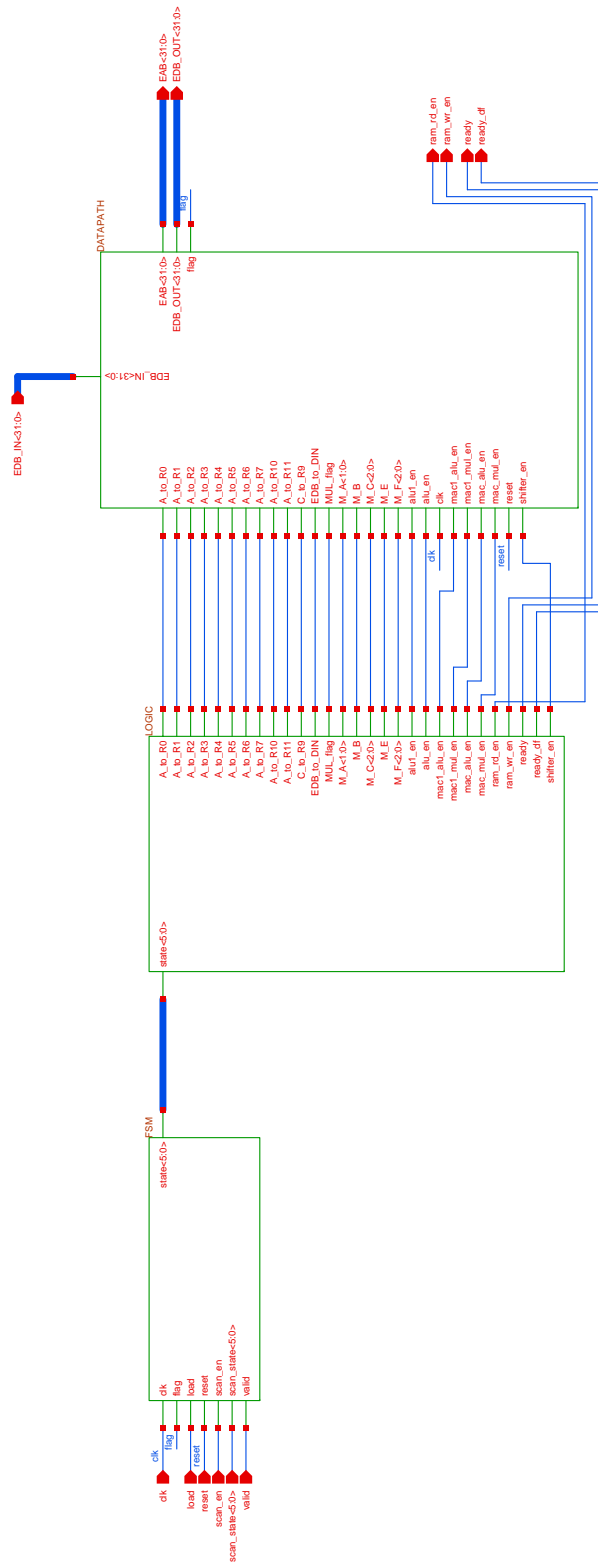 clk
load
reset
scan_en
scan_state<5:0>
valid
clk
flag
reset
FSM
clk
flag
load
reset
scan_en
scan_state<5:0>
valid
state<5:0>
LOGIC
state<5:0>
A_to_R0
A_to_R1
A_to_R2
A_to_R3
A_to_R4
A_to_R5
A_to_R6
A_to_R7
A_to_R10
A_to_R11
C_to_R9
EDB_to_DIN
MUL_flag
M_A<1:0>
M_B
M_C<2:0>
M_E
M_F<2:0>
alu1_en
alu_en
mac1_alu_en
mac1_mul_en
mac_alu_en
mac_mul_en
ram_rd_en
ram_wr_en
ready
ready_df
shifter_en
clk
reset
DATAPATH
A_to_R0
A_to_R1
A_to_R2
A_to_R3
A_to_R4
A_to_R5
A_to_R6
A_to_R7
A_to_R10
A_to_R11
C_to_R9
EDB_to_DIN
MUL_flag
M_A<1:0>
M_B
M_C<2:0>
M_E
M_F<2:0>
alu1_en
alu_en
clk
mac1_alu_en
mac1_mul_en
mac_alu_en
mac_mul_en
reset
shifter_en
EDB_IN<31:0>
EDB_IN<31:0>
EAB<31:0>
EDB_OUT<31:0>
flag
flag
EAB<31:0>
EDB_OUT<31:0>
ram_rd_en
ram_wr_en
ready
ready_df